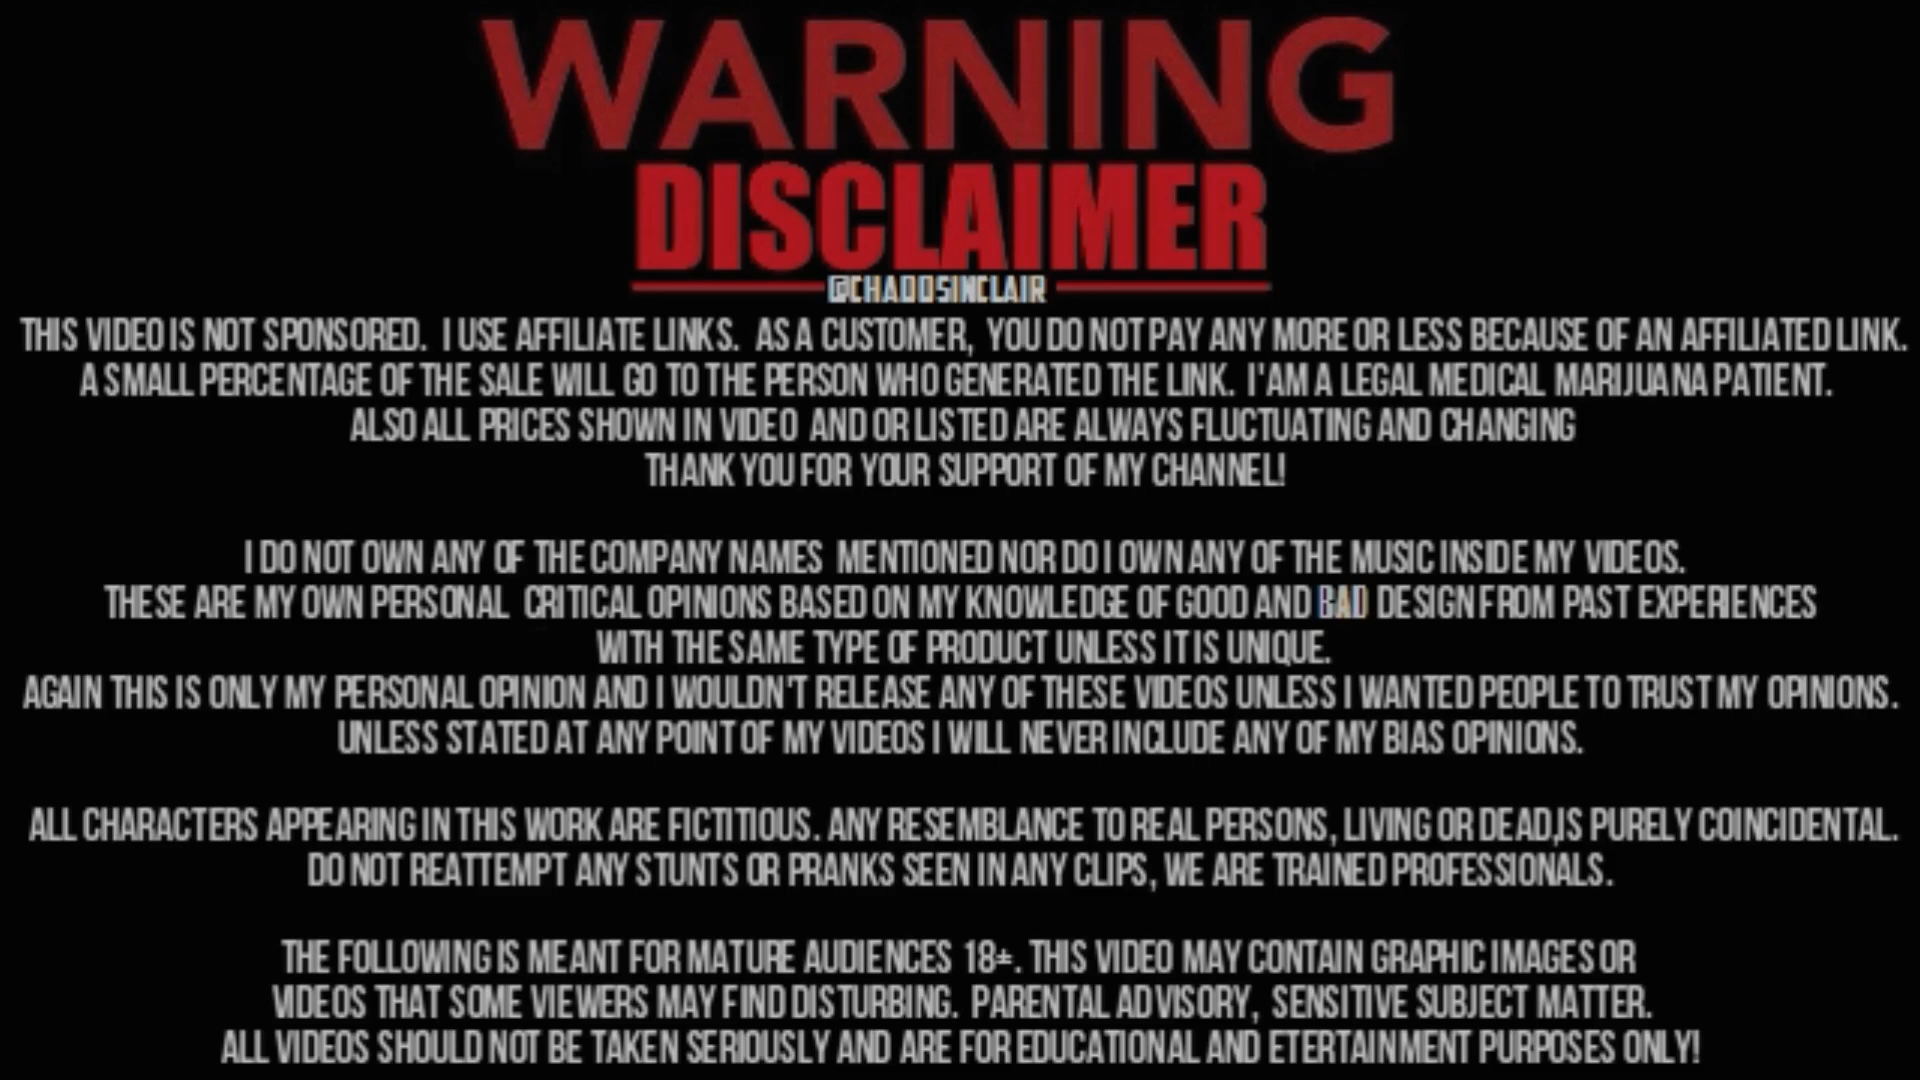 WARNING
DISCLAIMER
@CHADDSINCLAIR
THIS VIDEO IS NOT SPONSORED. I USE AFFILIATE LINKS. AS A CUSTOMER, YOU DO NOT PAY ANY MORE OR LESS BECAUSE OF AN AFFILIATED LINK.
A SMALL PERCENTAGE OF THE SALE WILL GO TO THE PERSON WHO GENERATED THE LINK. I'AM A LEGAL MEDICAL MARIJUANA PATIENT.
ALSO ALL PRICES SHOWN IN VIDEO AND OR LISTED ARE ALWAYS FLUCTUATING AND CHANGING
THANK YOU FOR YOUR SUPPORT OF MY CHANNEL!
I DO NOT OWN ANY OF THE COMPANY NAMES MENTIONED NOR DO I OWN ANY OF THE MUSIC INSIDE MY VIDEOS.
THESE ARE MY OWN PERSONAL CRITICAL OPINIONS BASED ON MY KNOWLEDGE OF GOOD AND BAD DESIGN FROM PAST EXPERIENCES
WITH THE SAME TYPE OF PRODUCT UNLESS IT IS UNIQUE.
AGAIN THIS IS ONLY MY PERSONAL OPINION AND I WOULDN'T RELEASE ANY OF THESE VIDEOS UNLESS I WANTED PEOPLE TO TRUST MY OPINIONS.
UNLESS STATED AT ANY POINT OF MY VIDEOS I WILL NEVER INCLUDE ANY OF MY BIAS OPINIONS.
ALL CHARACTERS APPEARING IN THIS WORK ARE FICTITIOUS. ANY RESEMBLANCE TO REAL PERSONS, LIVING OR DEAD,IS PURELY COINCIDENTAL.
DO NOT REATTEMPT ANY STUNTS OR PRANKS SEEN IN ANY CLIPS, WE ARE TRAINED PROFESSIONALS.
THE FOLLOWING IS MEANT FOR MATURE AUDIENCES 18+. THIS VIDEO MAY CONTAIN GRAPHIC IMAGES OR
VIDEOS THAT SOME VIEWERS MAY FIND DISTURBING. PARENTAL ADVISORY, SENSITIVE SUBJECT MATTER.
ALL VIDEOS SHOULD NOT BE TAKEN SERIOUSLY AND ARE FOR EDUCATIONAL AND ETERTAINMENT PURPOSES ONLY!